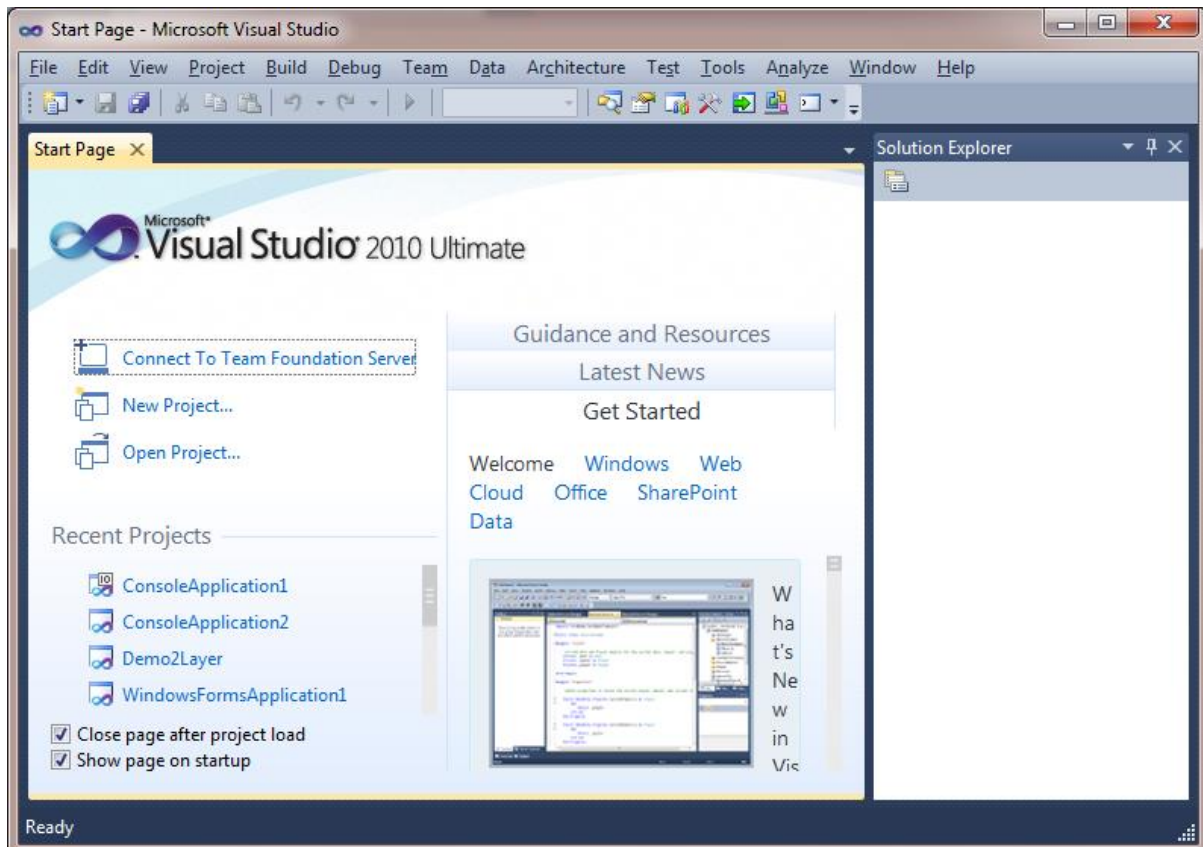 Start Page - Microsoft Visual Studio
File Edit View Project Build Debug Team Data Architecture Test Tools Analyze Window Help
Start Page
Solution Explorer
Microsoft
Visual Studio 2010 Ultimate
Connect To Team Foundation Server
New Project...
Open Project...
Recent Projects
ConsoleApplication1
ConsoleApplication2
Demo2Layer
WindowsFormsApplication1
Close page after project load
Show page on startup
Guidance and Resources
Latest News
Get Started
Welcome Windows Web
Cloud Office SharePoint
Data
W
ha
t's
Ne
w
in
Vis
Ready